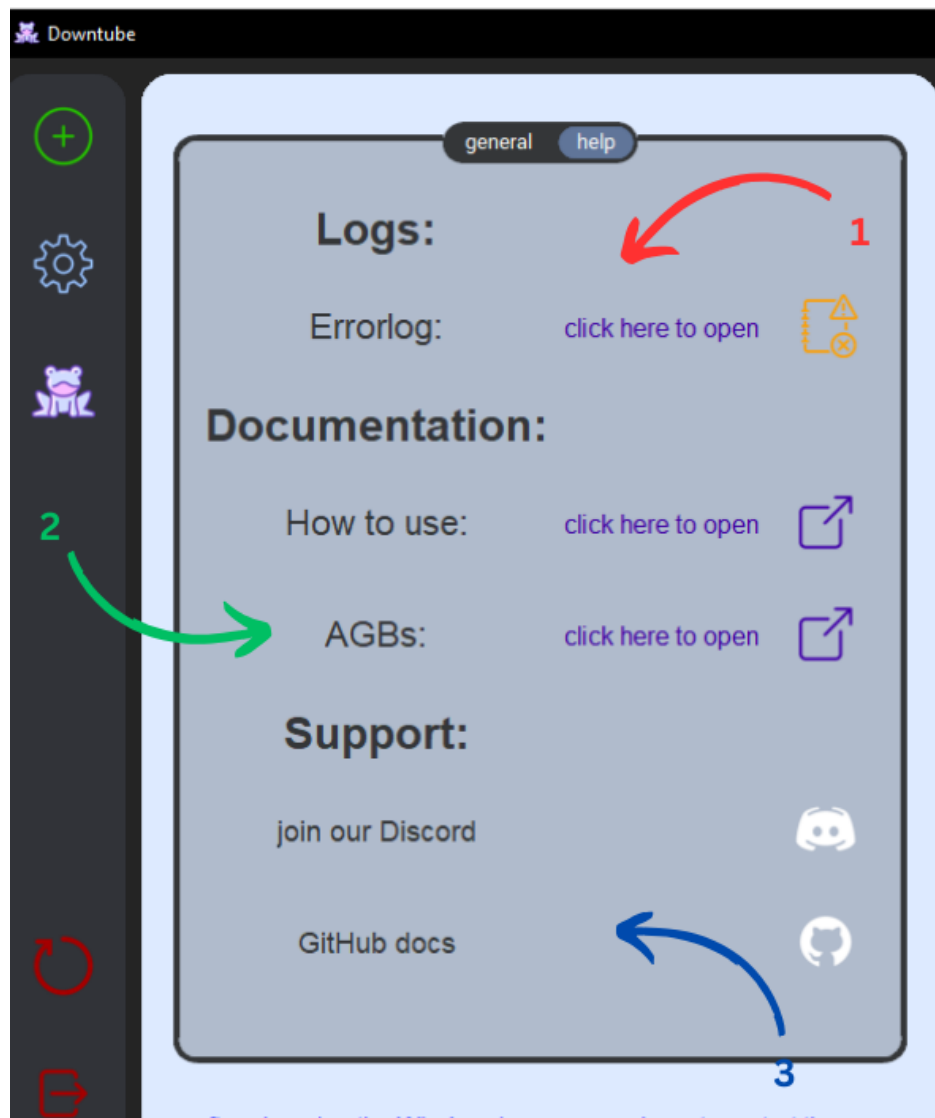 Downtube
general help
Logs:
1
Errorlog: click here to open
Documentation:
2
How to use: click here to open
AGBs: click here to open
Support:
join our Discord
GitHub docs
3